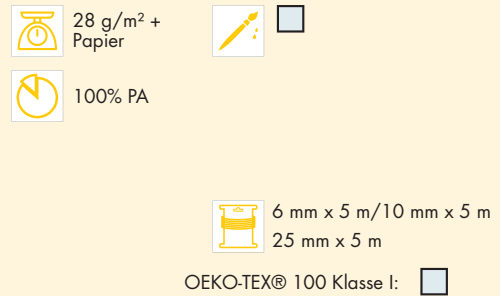 28 g/m² +
Papier
100% PA
6 mm x 5 m/10 mm x 5 m
25 mm x 5 m
OEKO-TEX® 100 Klasse I: